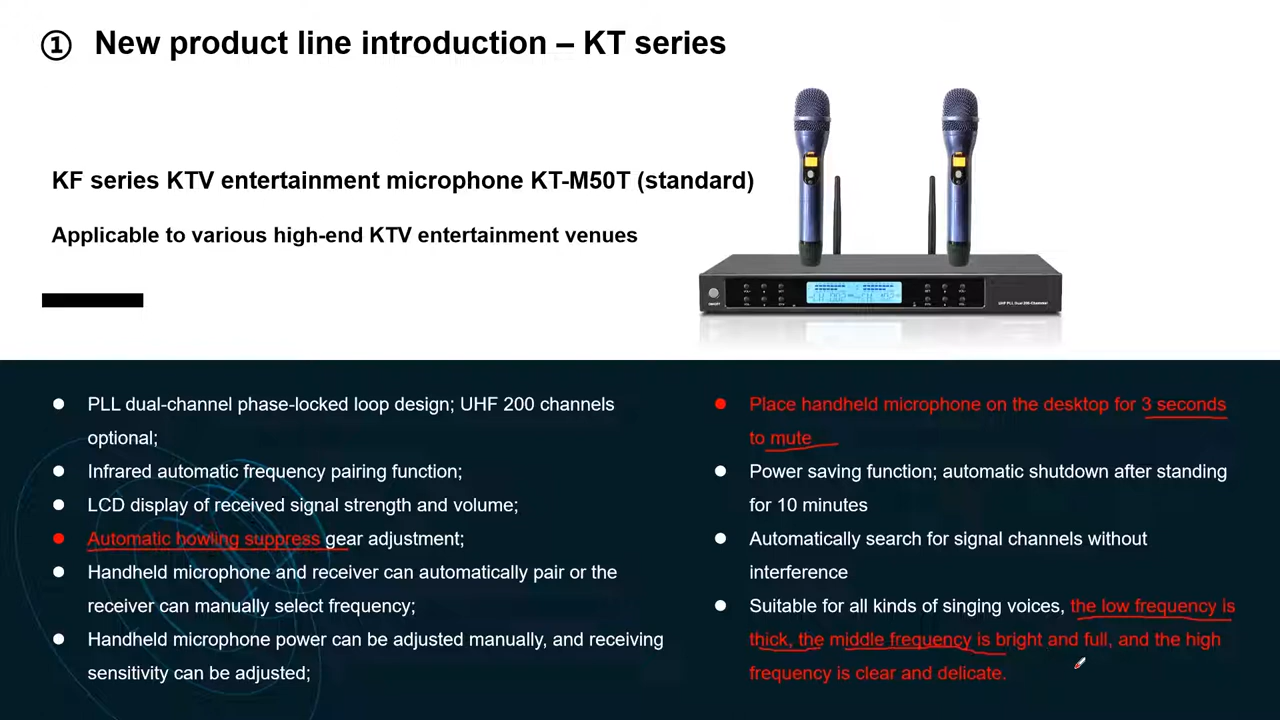 ① New product line introduction – KT series
KF series KTV entertainment microphone KT-M50T (standard)
Applicable to various high-end KTV entertainment venues
UHF PLL Dual 200-Channel
● PLL dual-channel phase-locked loop design; UHF 200 channels
optional;
● Infrared automatic frequency pairing function;
● LCD display of received signal strength and volume;
● Automatic howling suppress gear adjustment;
● Handheld microphone and receiver can automatically pair or the
receiver can manually select frequency;
● Handheld microphone power can be adjusted manually, and receiving
sensitivity can be adjusted;
● Place handheld microphone on the desktop for 3 seconds
to mute
● Power saving function; automatic shutdown after standing
for 10 minutes
● Automatically search for signal channels without
interference
● Suitable for all kinds of singing voices, the low frequency is
thick, the middle frequency is bright and full, and the high
frequency is clear and delicate.